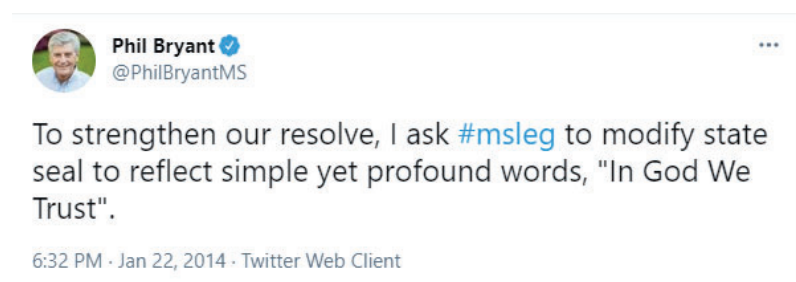 Phil Bryant
@PhilBryantMS
To strengthen our resolve, I ask #msleg to modify state
seal to reflect simple yet profound words, "In God We
Trust".
6:32 PM · Jan 22, 2014 · Twitter Web Client